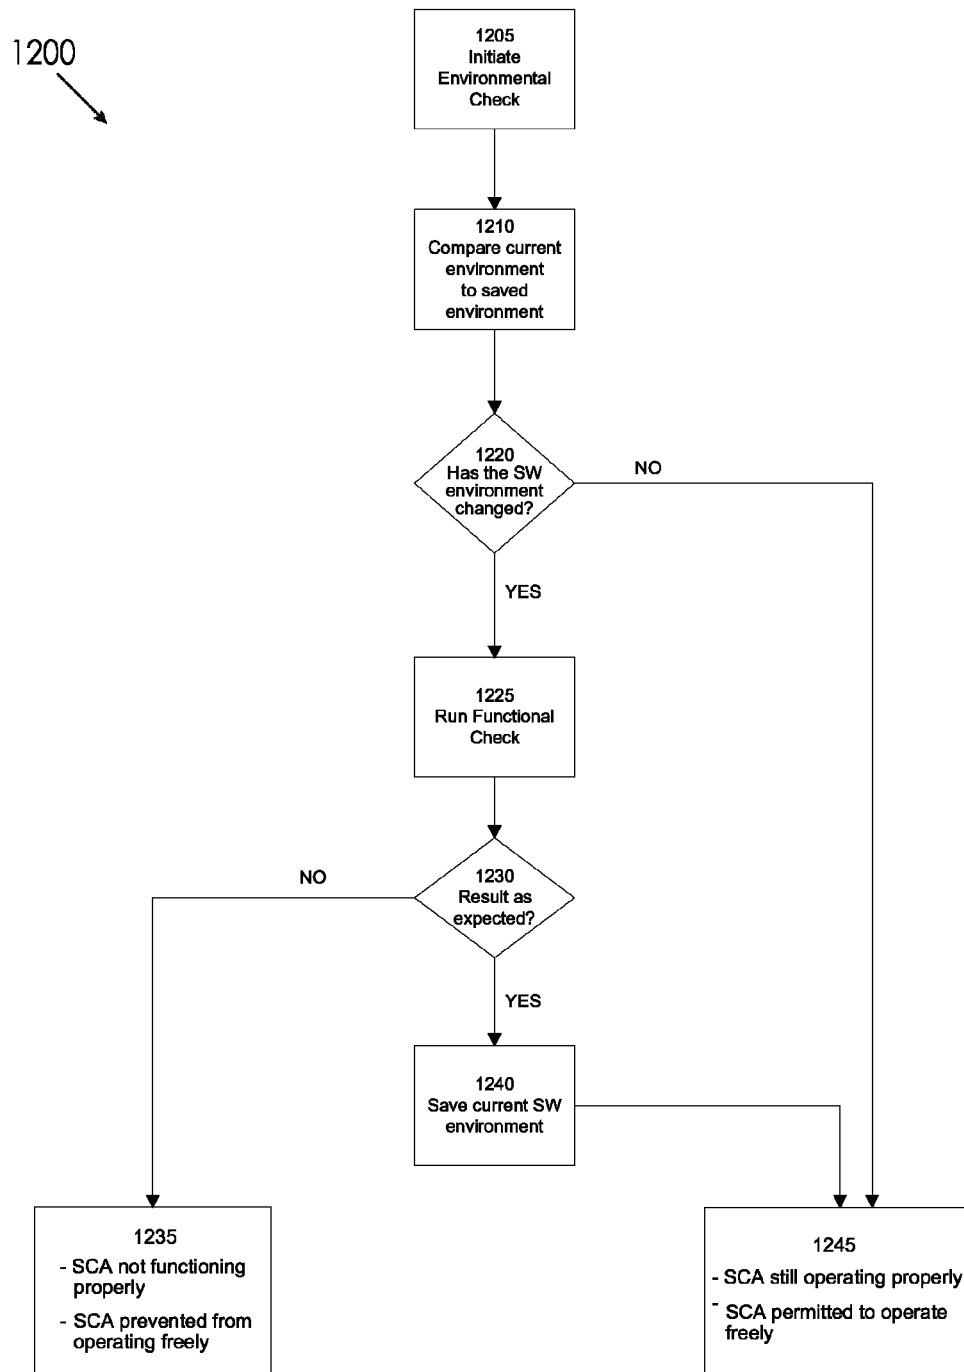 1200
1205
Initiate
Environmental
Check
1210
Compare current
environment
to saved
environment
1220
Has the SW
environment
changed?
NO
YES
1225
Run Functional
Check
1230
Result as
expected?
NO
YES
1240
Save current SW
environment
1235
- SCA not functioning
properly
- SCA prevented from
operating freely
1245
- SCA still operating properly
- SCA permitted to operate
freely